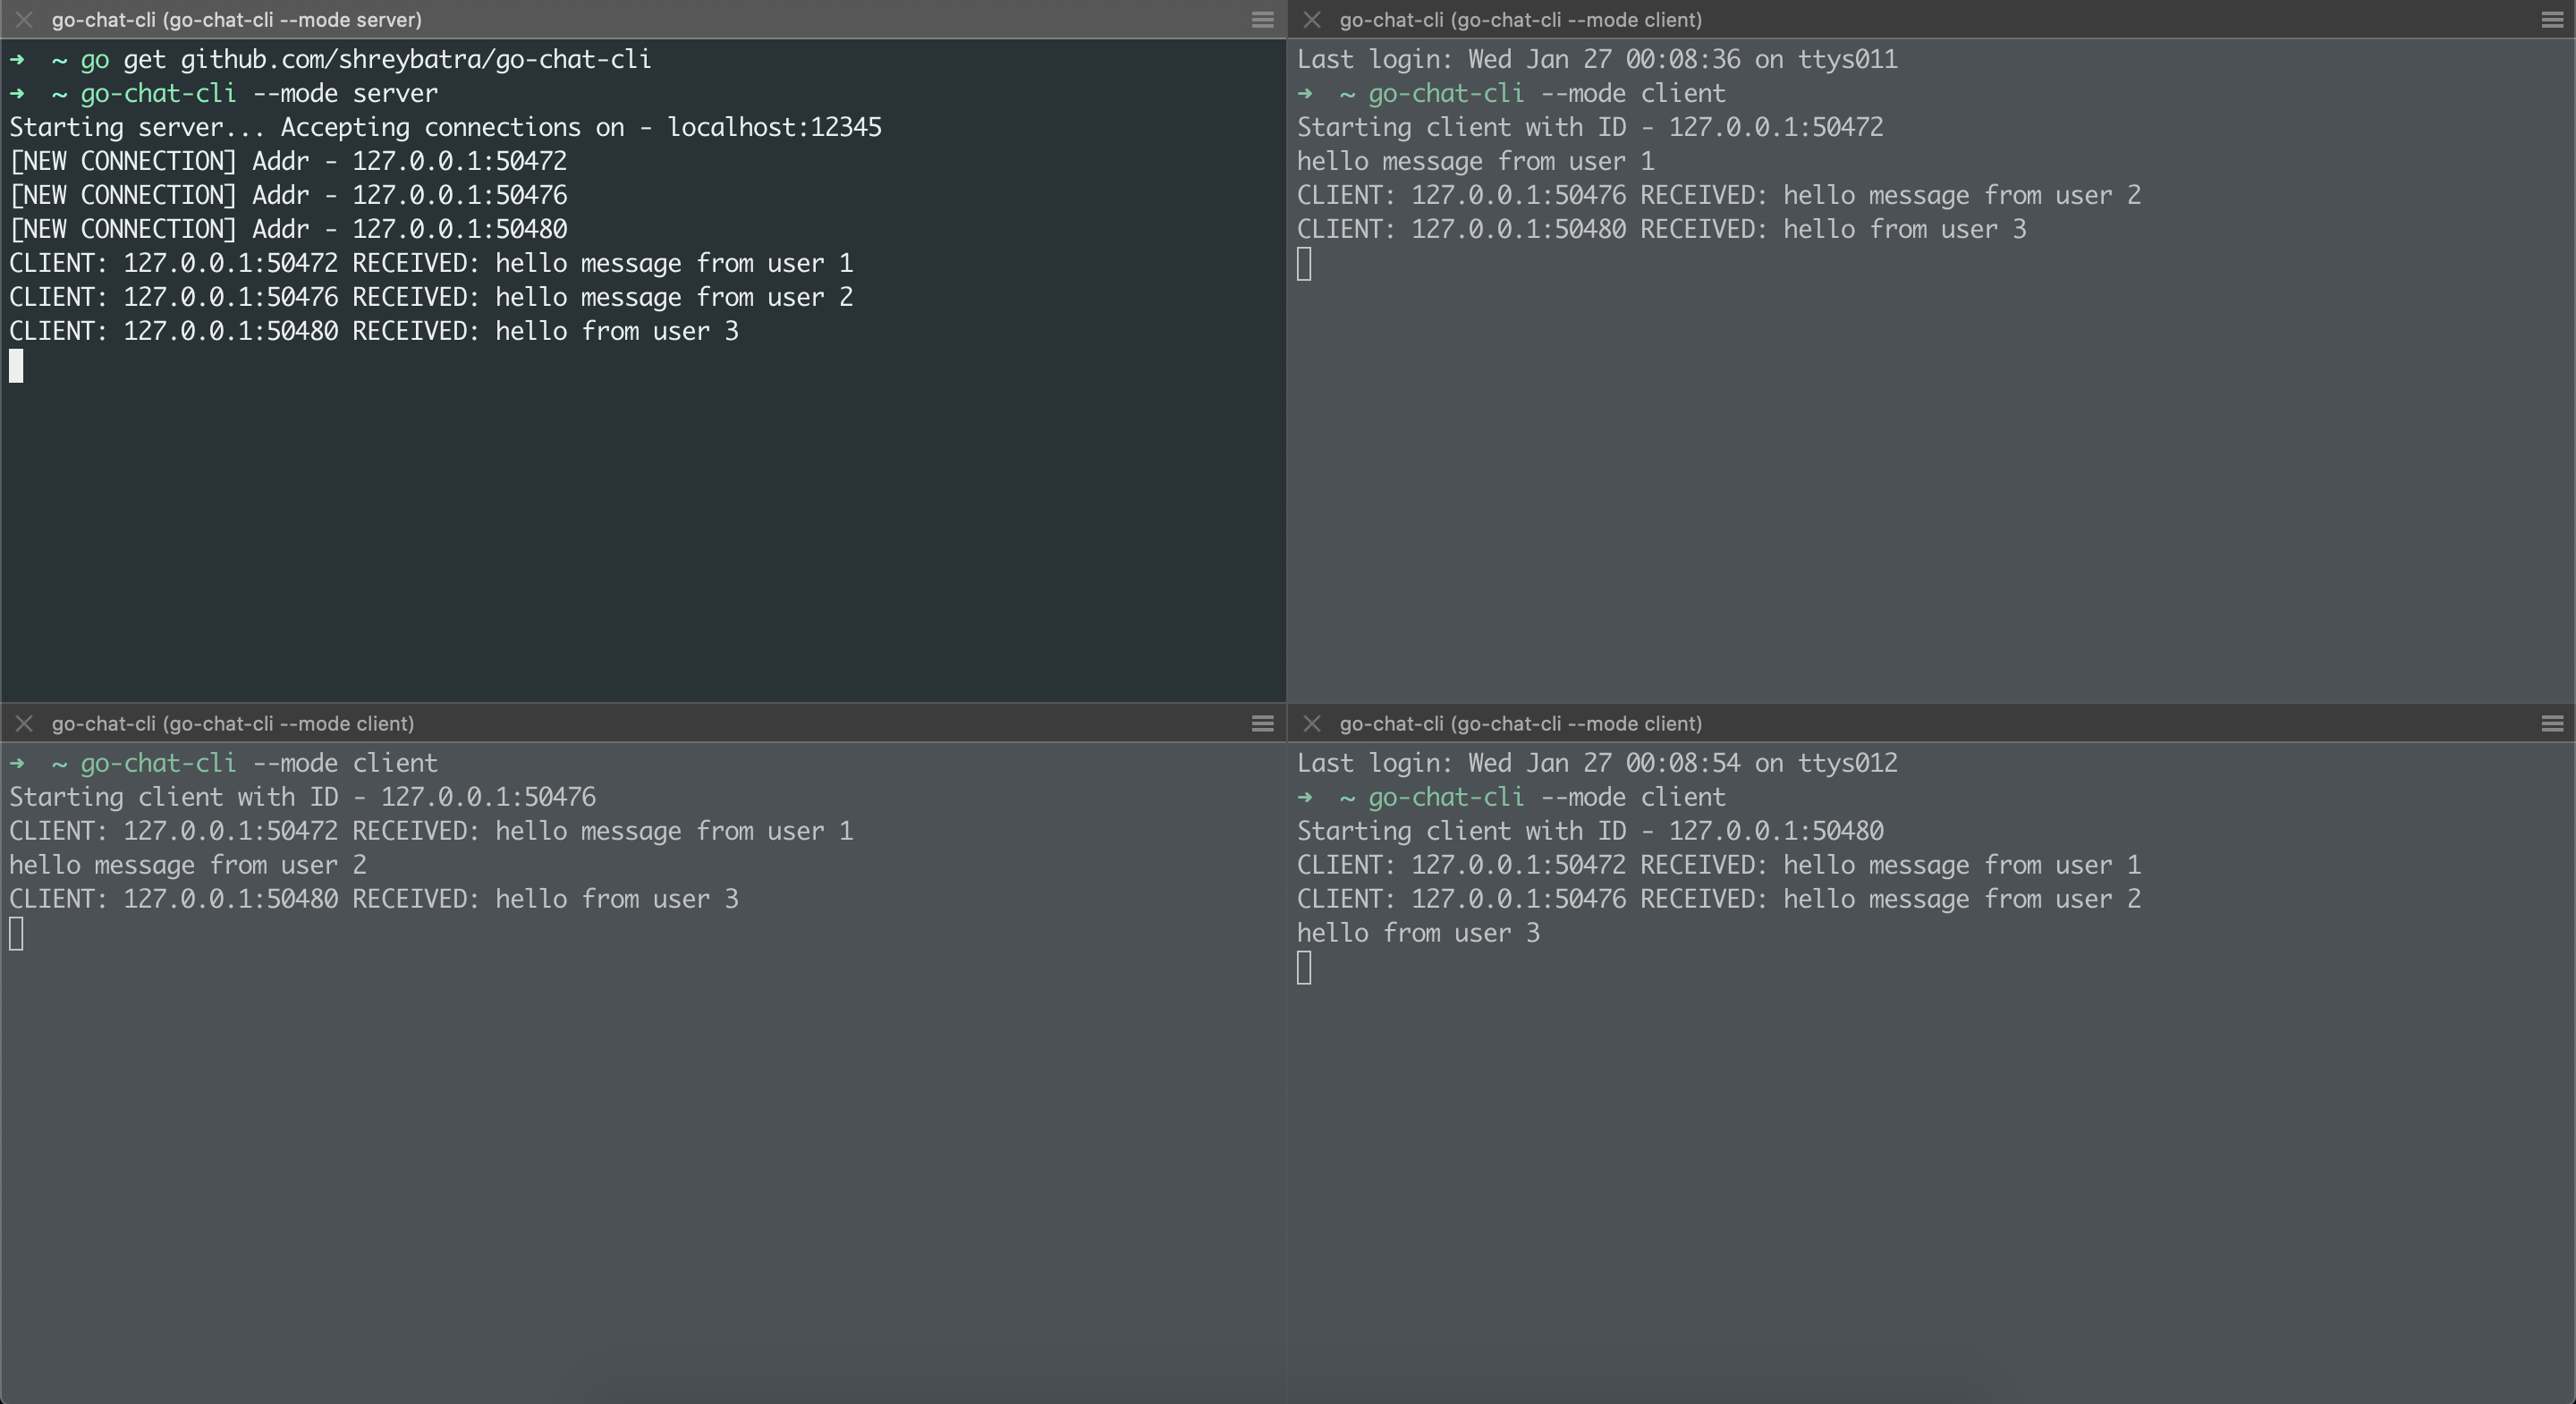 go-chat-cli (go-chat-cli --mode server)
➜ ~ go get github.com/shreybatra/go-chat-cli
➜ ~ go-chat-cli --mode server
Starting server... Accepting connections on - localhost:12345
[NEW CONNECTION] Addr - 127.0.0.1:50472
[NEW CONNECTION] Addr - 127.0.0.1:50476
[NEW CONNECTION] Addr - 127.0.0.1:50480
CLIENT: 127.0.0.1:50472 RECEIVED: hello message from user 1
CLIENT: 127.0.0.1:50476 RECEIVED: hello message from user 2
CLIENT: 127.0.0.1:50480 RECEIVED: hello from user 3
go-chat-cli (go-chat-cli --mode client)
Last login: Wed Jan 27 00:08:36 on ttys011
➜ ~ go-chat-cli --mode client
Starting client with ID - 127.0.0.1:50472
hello message from user 1
CLIENT: 127.0.0.1:50476 RECEIVED: hello message from user 2
CLIENT: 127.0.0.1:50480 RECEIVED: hello from user 3
go-chat-cli (go-chat-cli --mode client)
➜ ~ go-chat-cli --mode client
Starting client with ID - 127.0.0.1:50476
CLIENT: 127.0.0.1:50472 RECEIVED: hello message from user 1
hello message from user 2
CLIENT: 127.0.0.1:50480 RECEIVED: hello from user 3
go-chat-cli (go-chat-cli --mode client)
Last login: Wed Jan 27 00:08:54 on ttys012
➜ ~ go-chat-cli --mode client
Starting client with ID - 127.0.0.1:50480
CLIENT: 127.0.0.1:50472 RECEIVED: hello message from user 1
CLIENT: 127.0.0.1:50476 RECEIVED: hello message from user 2
hello from user 3